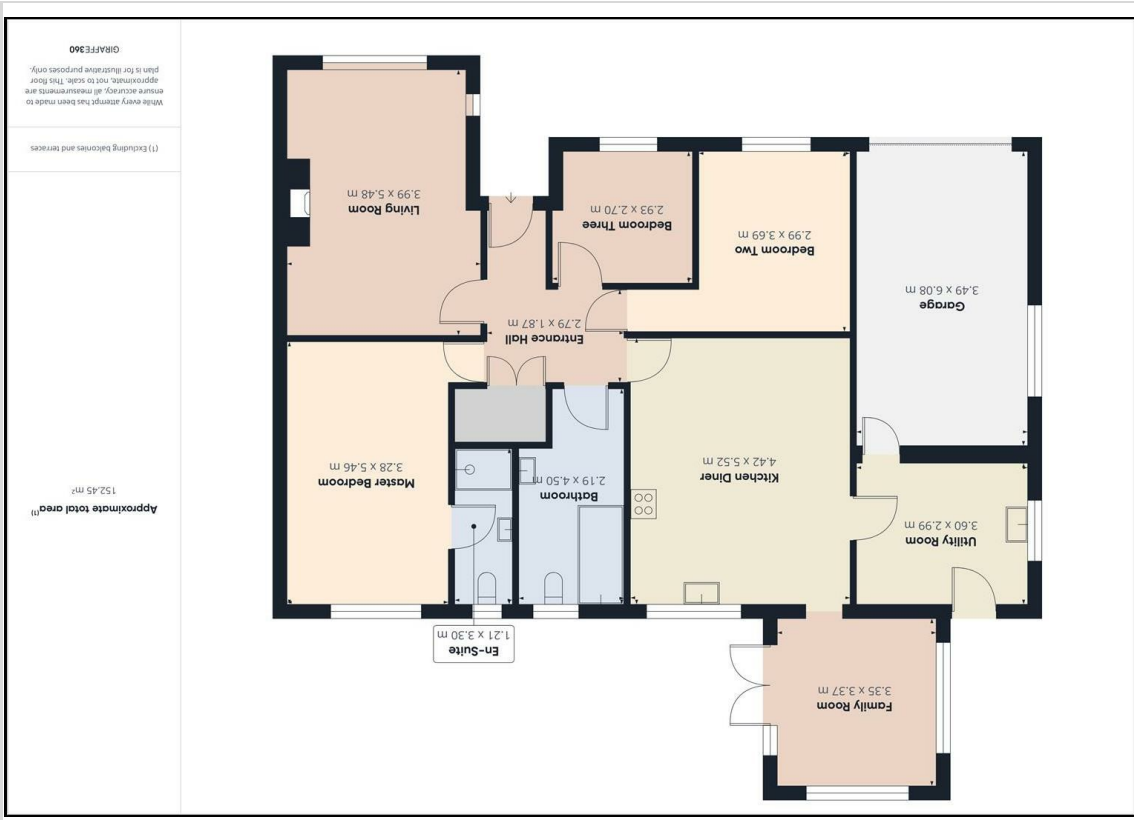 Family Room
3.35 x 3.37 m
En-Suite
1.21 x 3.30 m
Utility Room
3.60 x 2.99 m
Kitchen Diner
4.42 x 5.52 m
Bathroom
2.19 x 4.50 m
Master Bedroom
3.28 x 5.46 m
Garage
3.49 x 6.08 m
Entrance Hall
2.79 x 1.87 m
Bedroom Two
2.99 x 3.69 m
Bedroom Three
2.93 x 2.70 m
Living Room
3.99 x 5.48 m
Approximate total area(1)
152.45 m²
(1) Excluding balconies and terraces
While every attempt has been made to
ensure accuracy, all measurements are
approximate, not to scale. This floor
plan is for illustrative purposes only.
GIRAFFE360